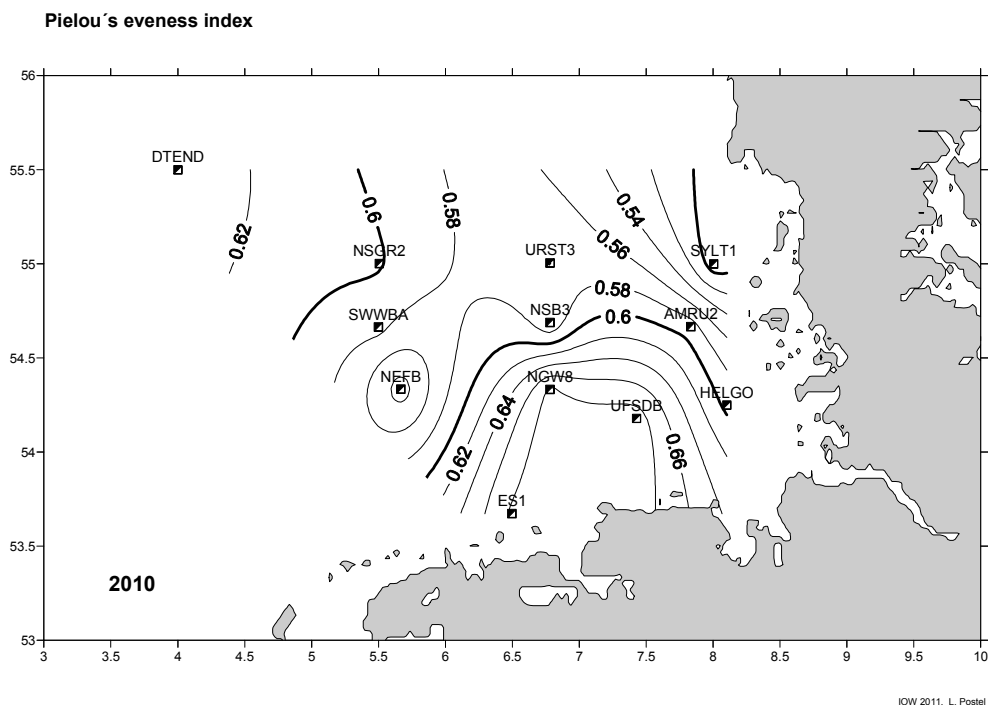 Pielou´s eveness index
56
DTEND
55.5
0.62
0.6
0.58
0.54
0.56
NSGR2
URST3
SYLT1
55
0.58
SWWBA
NSB3
0.6
AMRU2
54.5
NEFB
NGW8
HELGO
0.64
UFSDB
54
0.62
0.66
ES1
53.5
2010
53
3 4 4.5 5 5.5 6 6.5 7 7.5 8 8.5 9 9.5 10
IOW 2011, L. Postel